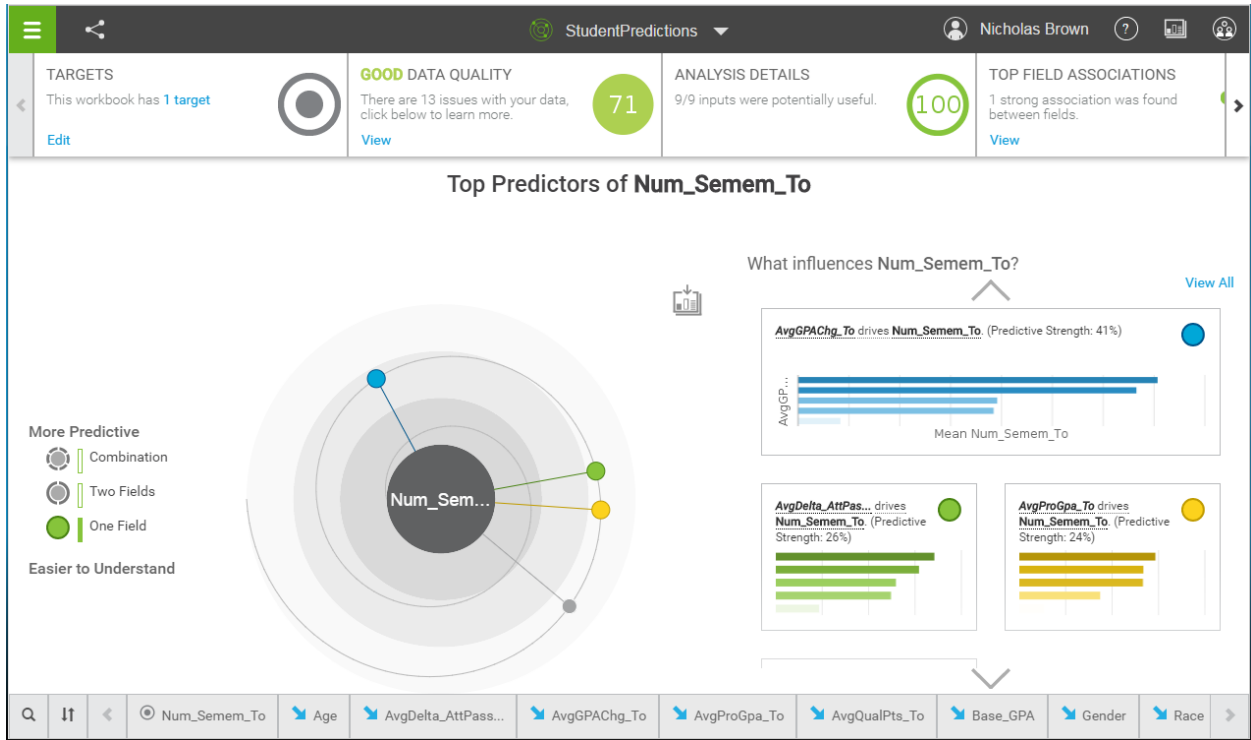 StudentPredictions
Nicholas Brown
?
TARGETS
This workbook has 1 target
Edit
GOOD DATA QUALITY
There are 13 issues with your data,
click below to learn more.
View
71
ANALYSIS DETAILS
9/9 inputs were potentially useful.
100
TOP FIELD ASSOCIATIONS
1 strong association was found
between fields.
View
Top Predictors of Num_Semem_To
More Predictive
Combination
Two Fields
One Field
Easier to Understand
Num_Sem...
What influences Num_Semem_To?
View All
AvgGPAChg_To drives Num_Semem_To. (Predictive Strength: 41%)
AvgGP...
Mean Num_Semem_To
AvgDelta_AttPas... drives
Num_Semem_To. (Predictive
Strength: 26%)
AvgProGpa_To drives
Num_Semem_To. (Predictive
Strength: 24%)
Num_Semem_To
Age
AvgDelta_AttPass...
AvgGPAChg_To
AvgProGpa_To
AvgQualPts_To
Base_GPA
Gender
Race